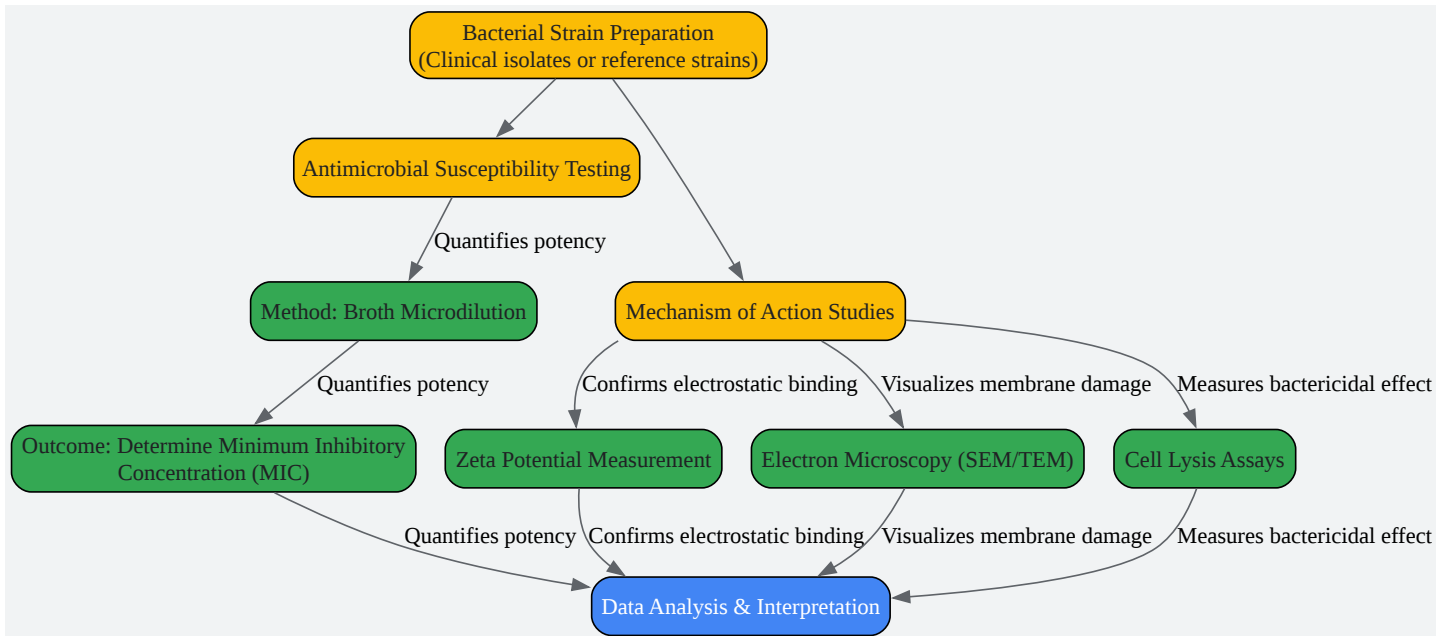 Bacterial Strain Preparation
(Clinical isolates or reference strains)
Antimicrobial Susceptibility Testing
Quantifies potency
Method: Broth Microdilution
Mechanism of Action Studies
Quantifies potency
Confirms electrostatic binding
Visualizes membrane damage
Measures bactericidal effect
Outcome: Determine Minimum Inhibitory
Concentration (MIC)
Zeta Potential Measurement
Electron Microscopy (SEM/TEM)
Cell Lysis Assays
Quantifies potency
Confirms electrostatic binding
Visualizes membrane damage
Measures bactericidal effect
Data Analysis & Interpretation